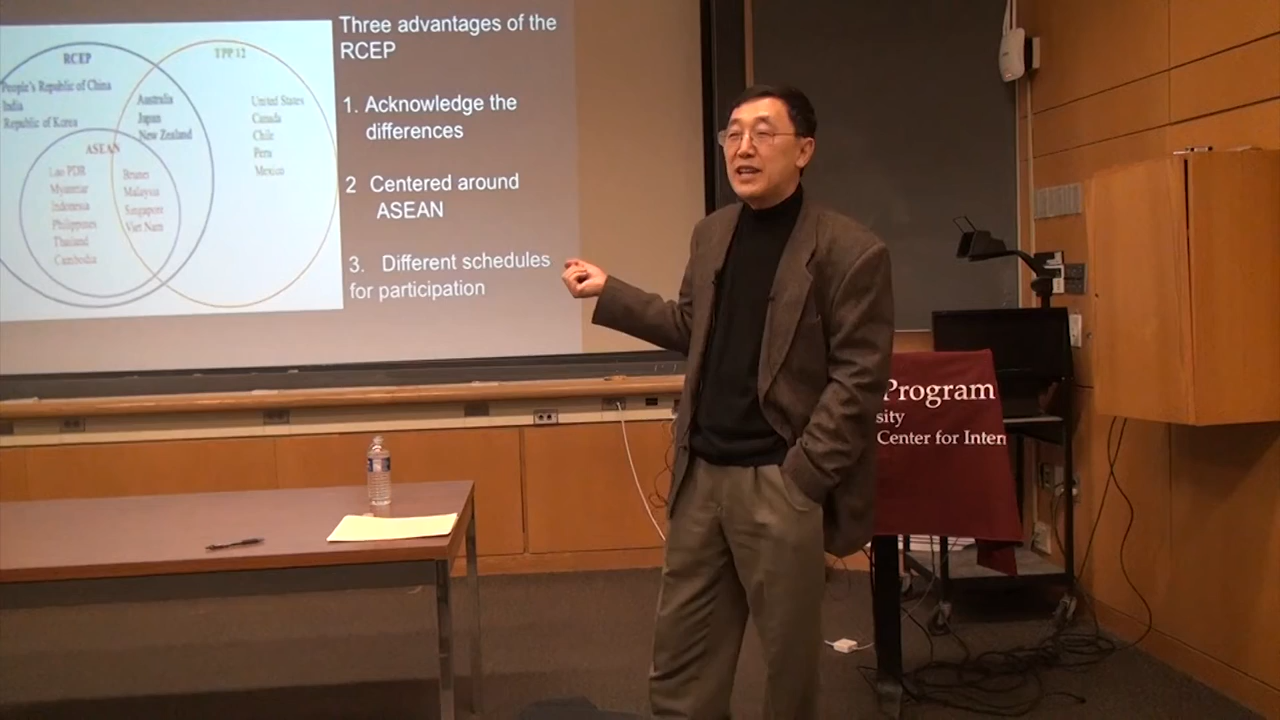 RCEP
TPP 12
People's Republic of China
India
Republic of Korea
Australia
Japan
New Zealand
United States
Canada
Chile
Peru
Mexico
ASEAN
Lao PDR
Myanmar
Indonesia
Philippines
Thailand
Cambodia
Brunei
Malaysia
Singapore
Viet Nam
Three advantages of the
RCEP
1. Acknowledge the
differences
2 Centered around
ASEAN
3. Different schedules
for participation
Program
sity
Center for Intern